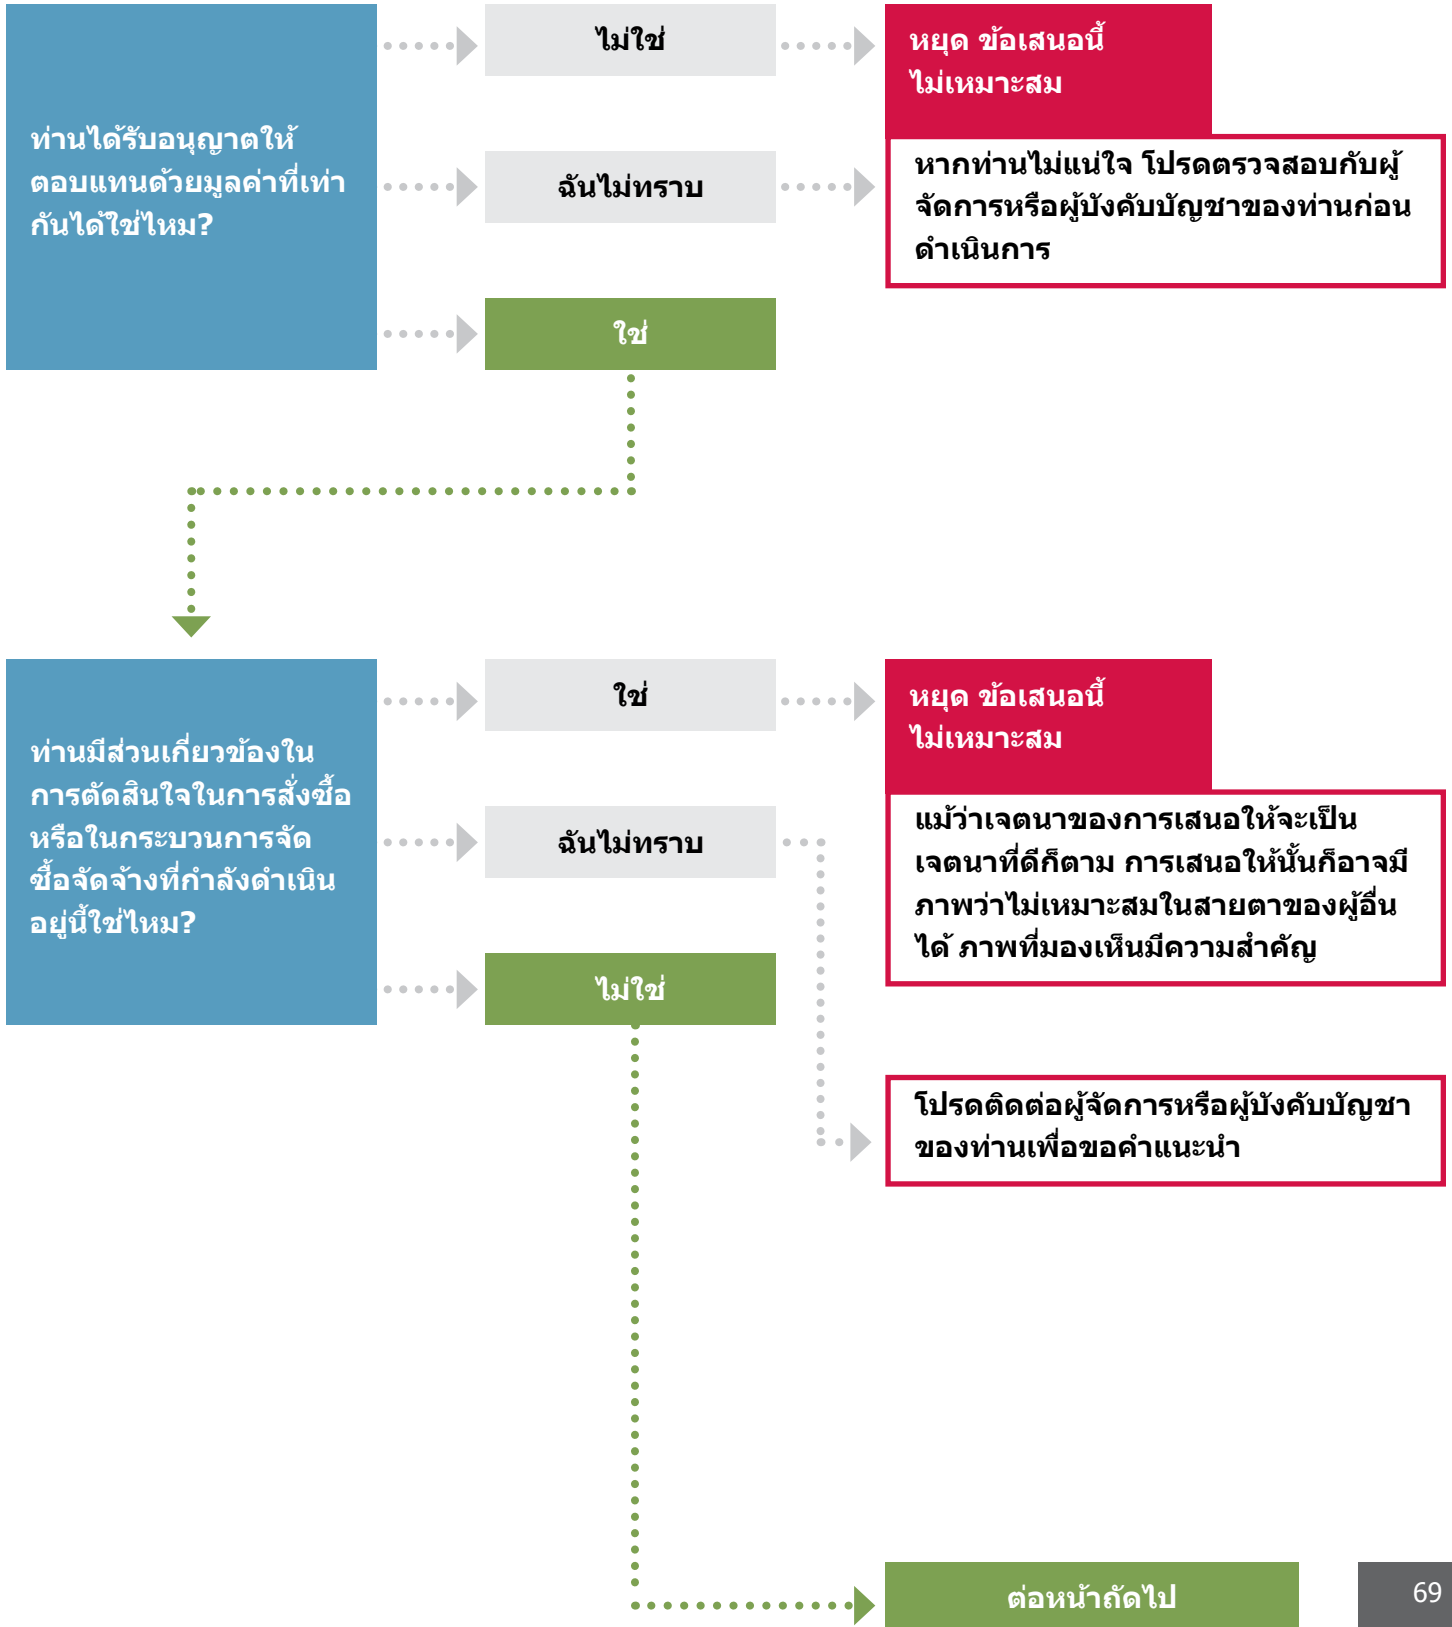 ท่านได้รับอนุญาตให้
ตอบแทนด้วยมูลค่าที่เท่า
กันได้ใช่ไหม?
ไม่ใช่
หยุด ข้อเสนอนี้
ไม่เหมาะสม
ฉันไม่ทราบ
หากท่านไม่แน่ใจ โปรดตรวจสอบกับผู้
จัดการหรือผู้บังคับบัญชาของท่านก่อน
ดำเนินการ
ใช่
ท่านมีส่วนเกี่ยวข้องใน
การตัดสินใจในการสั่งซื้อ
หรือในกระบวนการจัด
ซื้อจัดจ้างที่กำลังดำเนิน
อยู่นี้ใช่ไหม?
ใช่
หยุด ข้อเสนอนี้
ไม่เหมาะสม
แม้ว่าเจตนาของการเสนอให้จะเป็น
เจตนาที่ดีก็ตาม การเสนอให้นั้นก็อาจมี
ภาพว่าไม่เหมาะสมในสายตาของผู้อื่น
ได้ ภาพที่มองเห็นมีความสำคัญ
ฉันไม่ทราบ
โปรดติดต่อผู้จัดการหรือผู้บังคับบัญชา
ของท่านเพื่อขอคำแนะนำ
ไม่ใช่
ต่อหน้าถัดไป
69